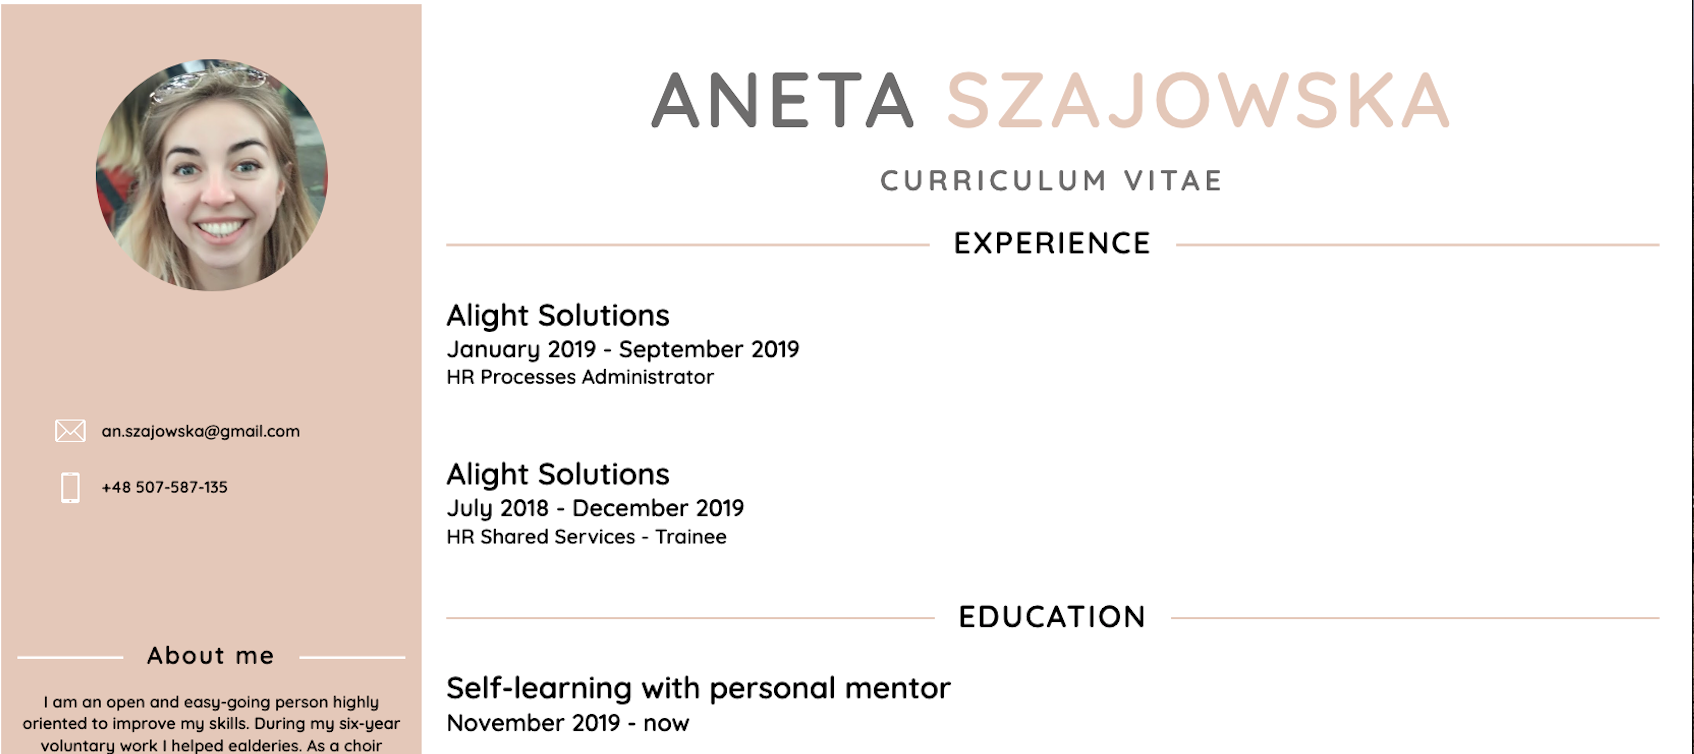 ANETA SZAJOWSKA
CURRICULUM VITAE
EXPERIENCE
Alight Solutions
January 2019 - September 2019
HR Processes Administrator
Alight Solutions
July 2018 - December 2019
HR Shared Services - Trainee
EDUCATION
Self-learning with personal mentor
November 2019 - now
an.szajowska@gmail.com
+48 507-587-135
About me
I am an open and easy-going person highly
oriented to improve my skills. During my six-year
voluntary work I helped ealderies. As a choir